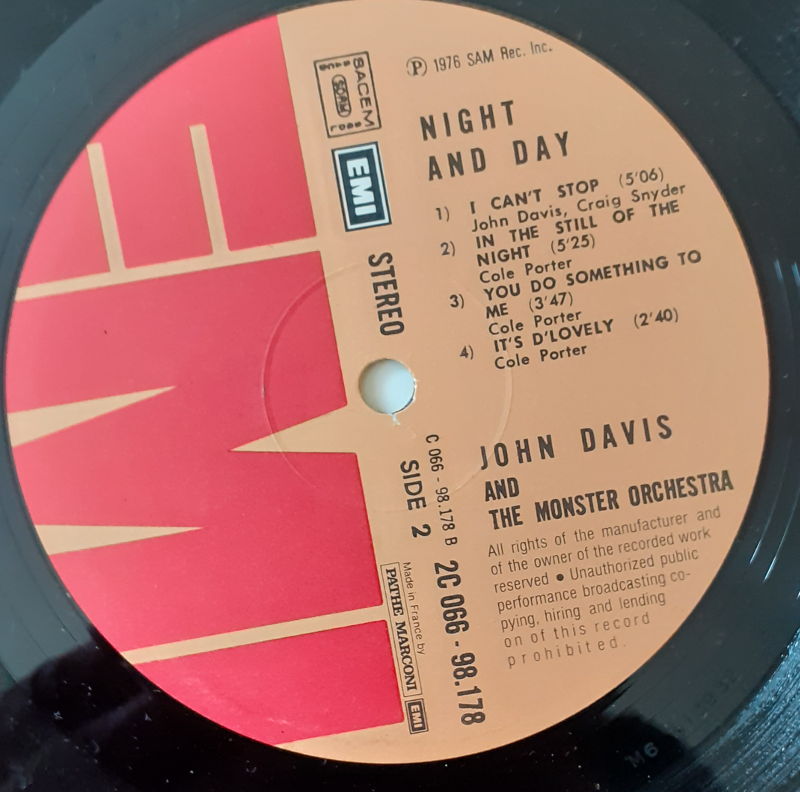 ℗ 1976 SAM Rec. Inc.
NIGHT
AND DAY
1) I CAN'T STOP (5'06)
John Davis, Craig Snyder
2) IN THE STILL OF THE
NIGHT (5'25)
Cole Porter
3) YOU DO SOMETHING TO
ME (3'47)
Cole Porter
4) IT'S D'LOVELY (2'40)
Cole Porter
JOHN DAVIS
AND
THE MONSTER ORCHESTRA
All rights of the manufacturer and
of the owner of the recorded work
reserved ● Unauthorized public
performance broadcasting co-
pying, hiring and lending
on of this record
prohibited.
SACEM
SDRM
EMI
STEREO
C 066 - 98.178 B
SIDE 2
2C 066 - 98.178
Made in France by
PATHE MARCONI
EMI
EMI
M6